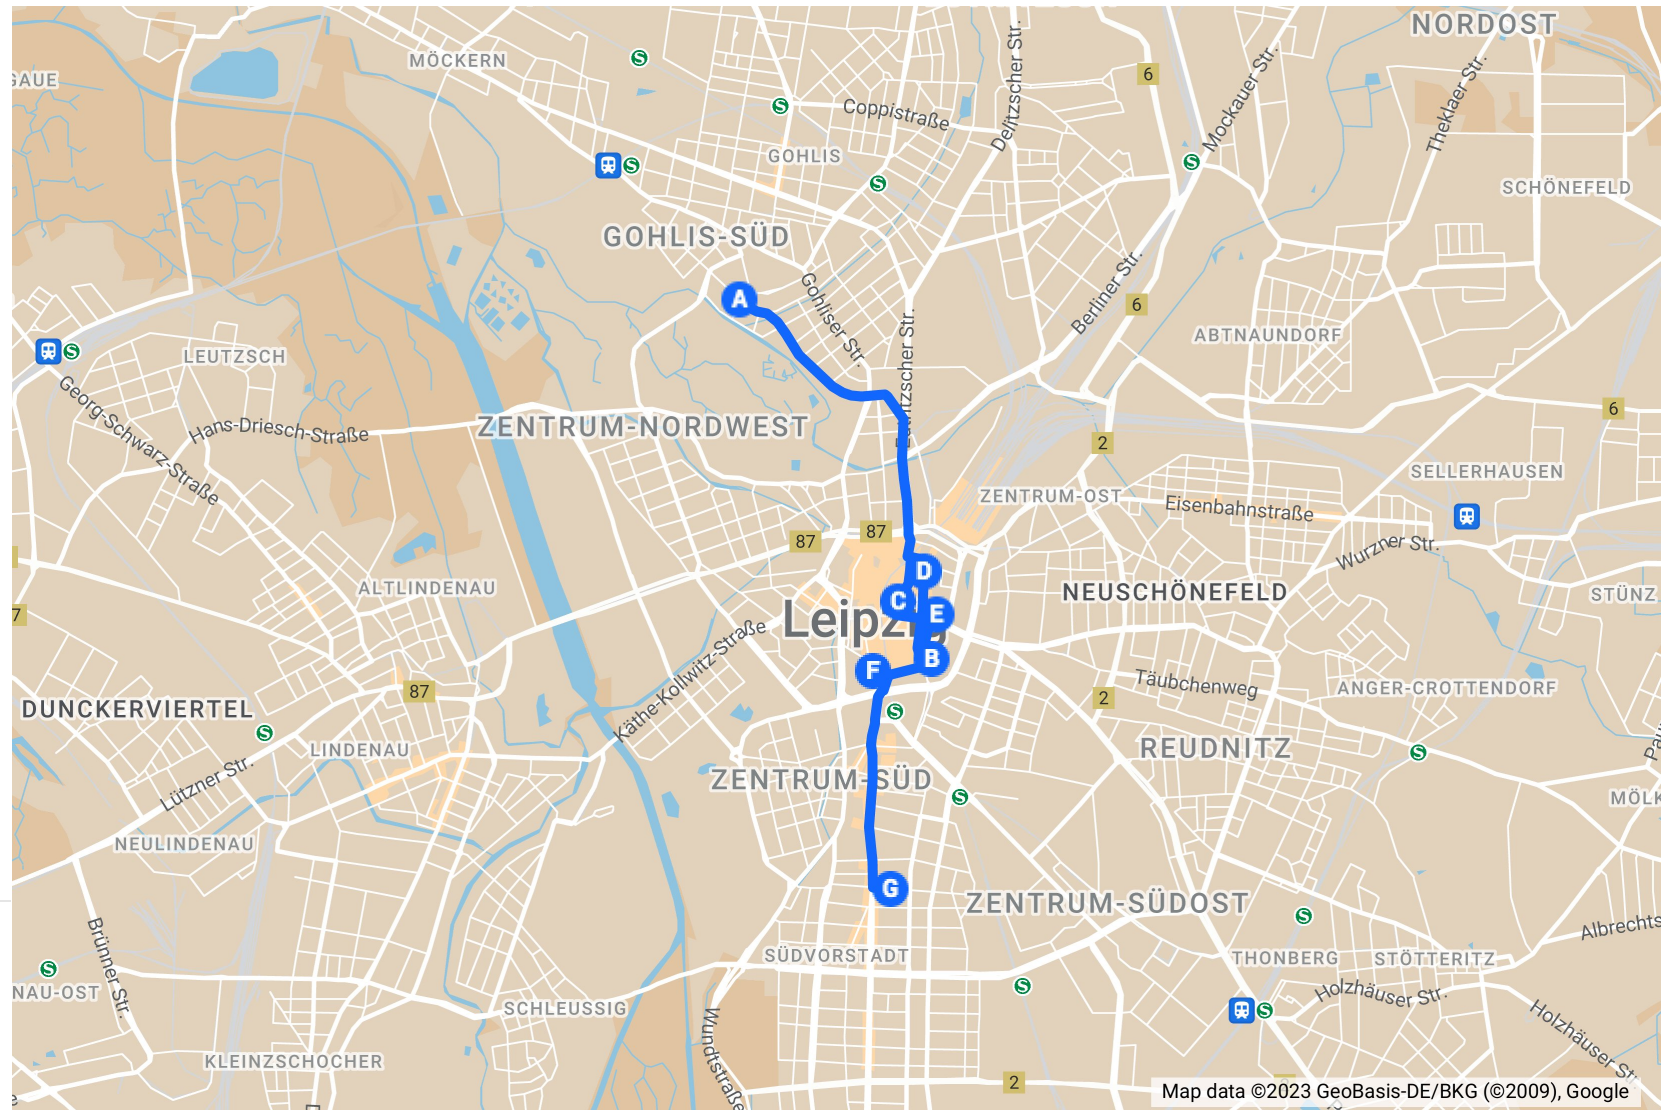 NORDOST
GAUE
MÖCKERN
6
Delitzscher Str.
Mockauer Str.
Theklaer Str.
S
S
Coppistraße
GOHLIS
S
S
S
SCHÖNEFELD
GOHLIS-SÜD
A
Gohliser Str.
Berliner Str.
6
ABTNAUNDORF
S
LEUTZSCH
Georg-Schwarz-Straße
Hans-Driesch-Straße
ZENTRUM-NORDWEST
6
2
SELLERHAUSEN
ZENTRUM-OST
Eisenbahnstraße
87
87
Wurzner Str.
D
ALTLINDENAU
NEUSCHÖNEFELD
STÜNZ
7
C
E
Leipzig
Käthe-Kollwitz-Straße
F
B
87
Täubchenweg
2
ANGER-CROTTENDORF
DUNCKERVIERTEL
S
S
LINDENAU
REUDNITZ
S
Lützner Str.
ZENTRUM-SÜD
S
MÖLK
NEULINDENAU
G
ZENTRUM-SÜDOST
S
Brünner Str.
Albrechts
SÜDVORSTADT
THONBERG
STÖTTERITZ
S
NAU-OST
S
Holzhäuser Str.
SCHLEUSSIG
S
Wundtstraße
Holzhäuser Str.
KLEINZSCHOCHER
2
Map data ©2023 GeoBasis-DE/BKG (©2009), Google